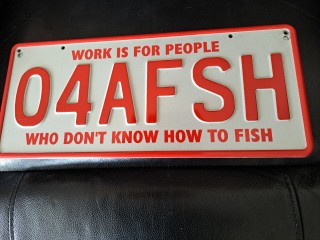 WORK IS FOR PEOPLE
04AFSH
WHO DON'T KNOW HOW TO FISH